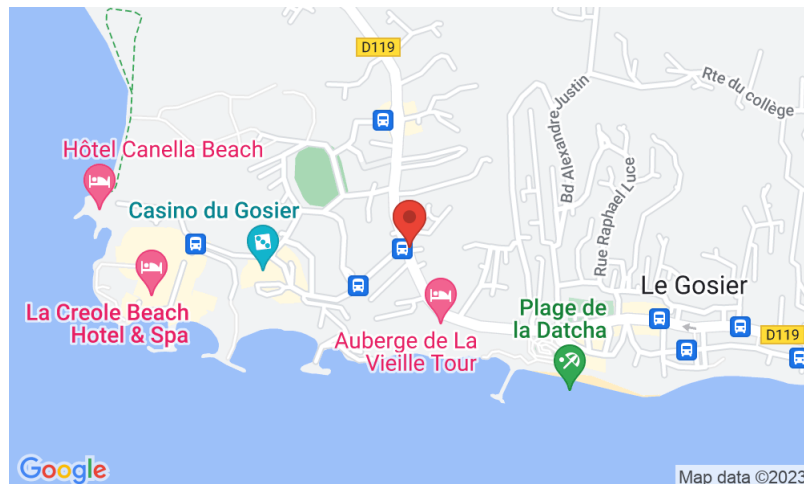 D119
Rte du collège
Bd Alexandre Justin
Hôtel Canella Beach
Rue Raphael Luce
Casino du Gosier
Le Gosier
La Creole Beach
Hotel & Spa
Plage de
la Datcha
Auberge de La
Vieille Tour
D119
Google
Map data ©2023